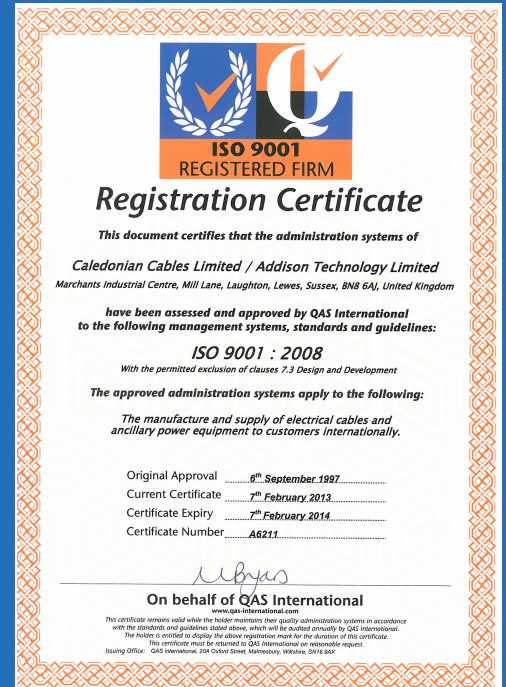 ISO 9001
REGISTERED FIRM
Registration Certificate
This document certifies that the administration systems of
Caledonian Cables Limited / Addison Technology Limited
Marchants Industrial Centre, Mill Lane, Laughton, Lewes, Sussex, BN8 6AJ, United Kingdom
have been assessed and approved by QAS International
to the following management systems, standards and guidelines:
ISO 9001 : 2008
With the permitted exclusion of clauses 7.3 Design and Development
The approved administration systems apply to the following:
The manufacture and supply of electrical cables and
ancillary power equipment to customers internationally.
Original Approval 6th September 1997
Current Certificate 7th February 2013
Certificate Expiry 7th February 2014
Certificate Number A6211
On behalf of QAS International
www.qas-international.com
This certificate remains valid while the holder maintains their quality administration systems in accordance
with the standards and guidelines stated above, which will be audited annually by QAS International.
The holder is entitled to display the above registration mark for the duration of this certificate.
This certificate must be returned to QAS International on reasonable request.
Issuing Office: QAS International, 20A Oxford Street, Malmesbury, Wiltshire, SN16 9AX